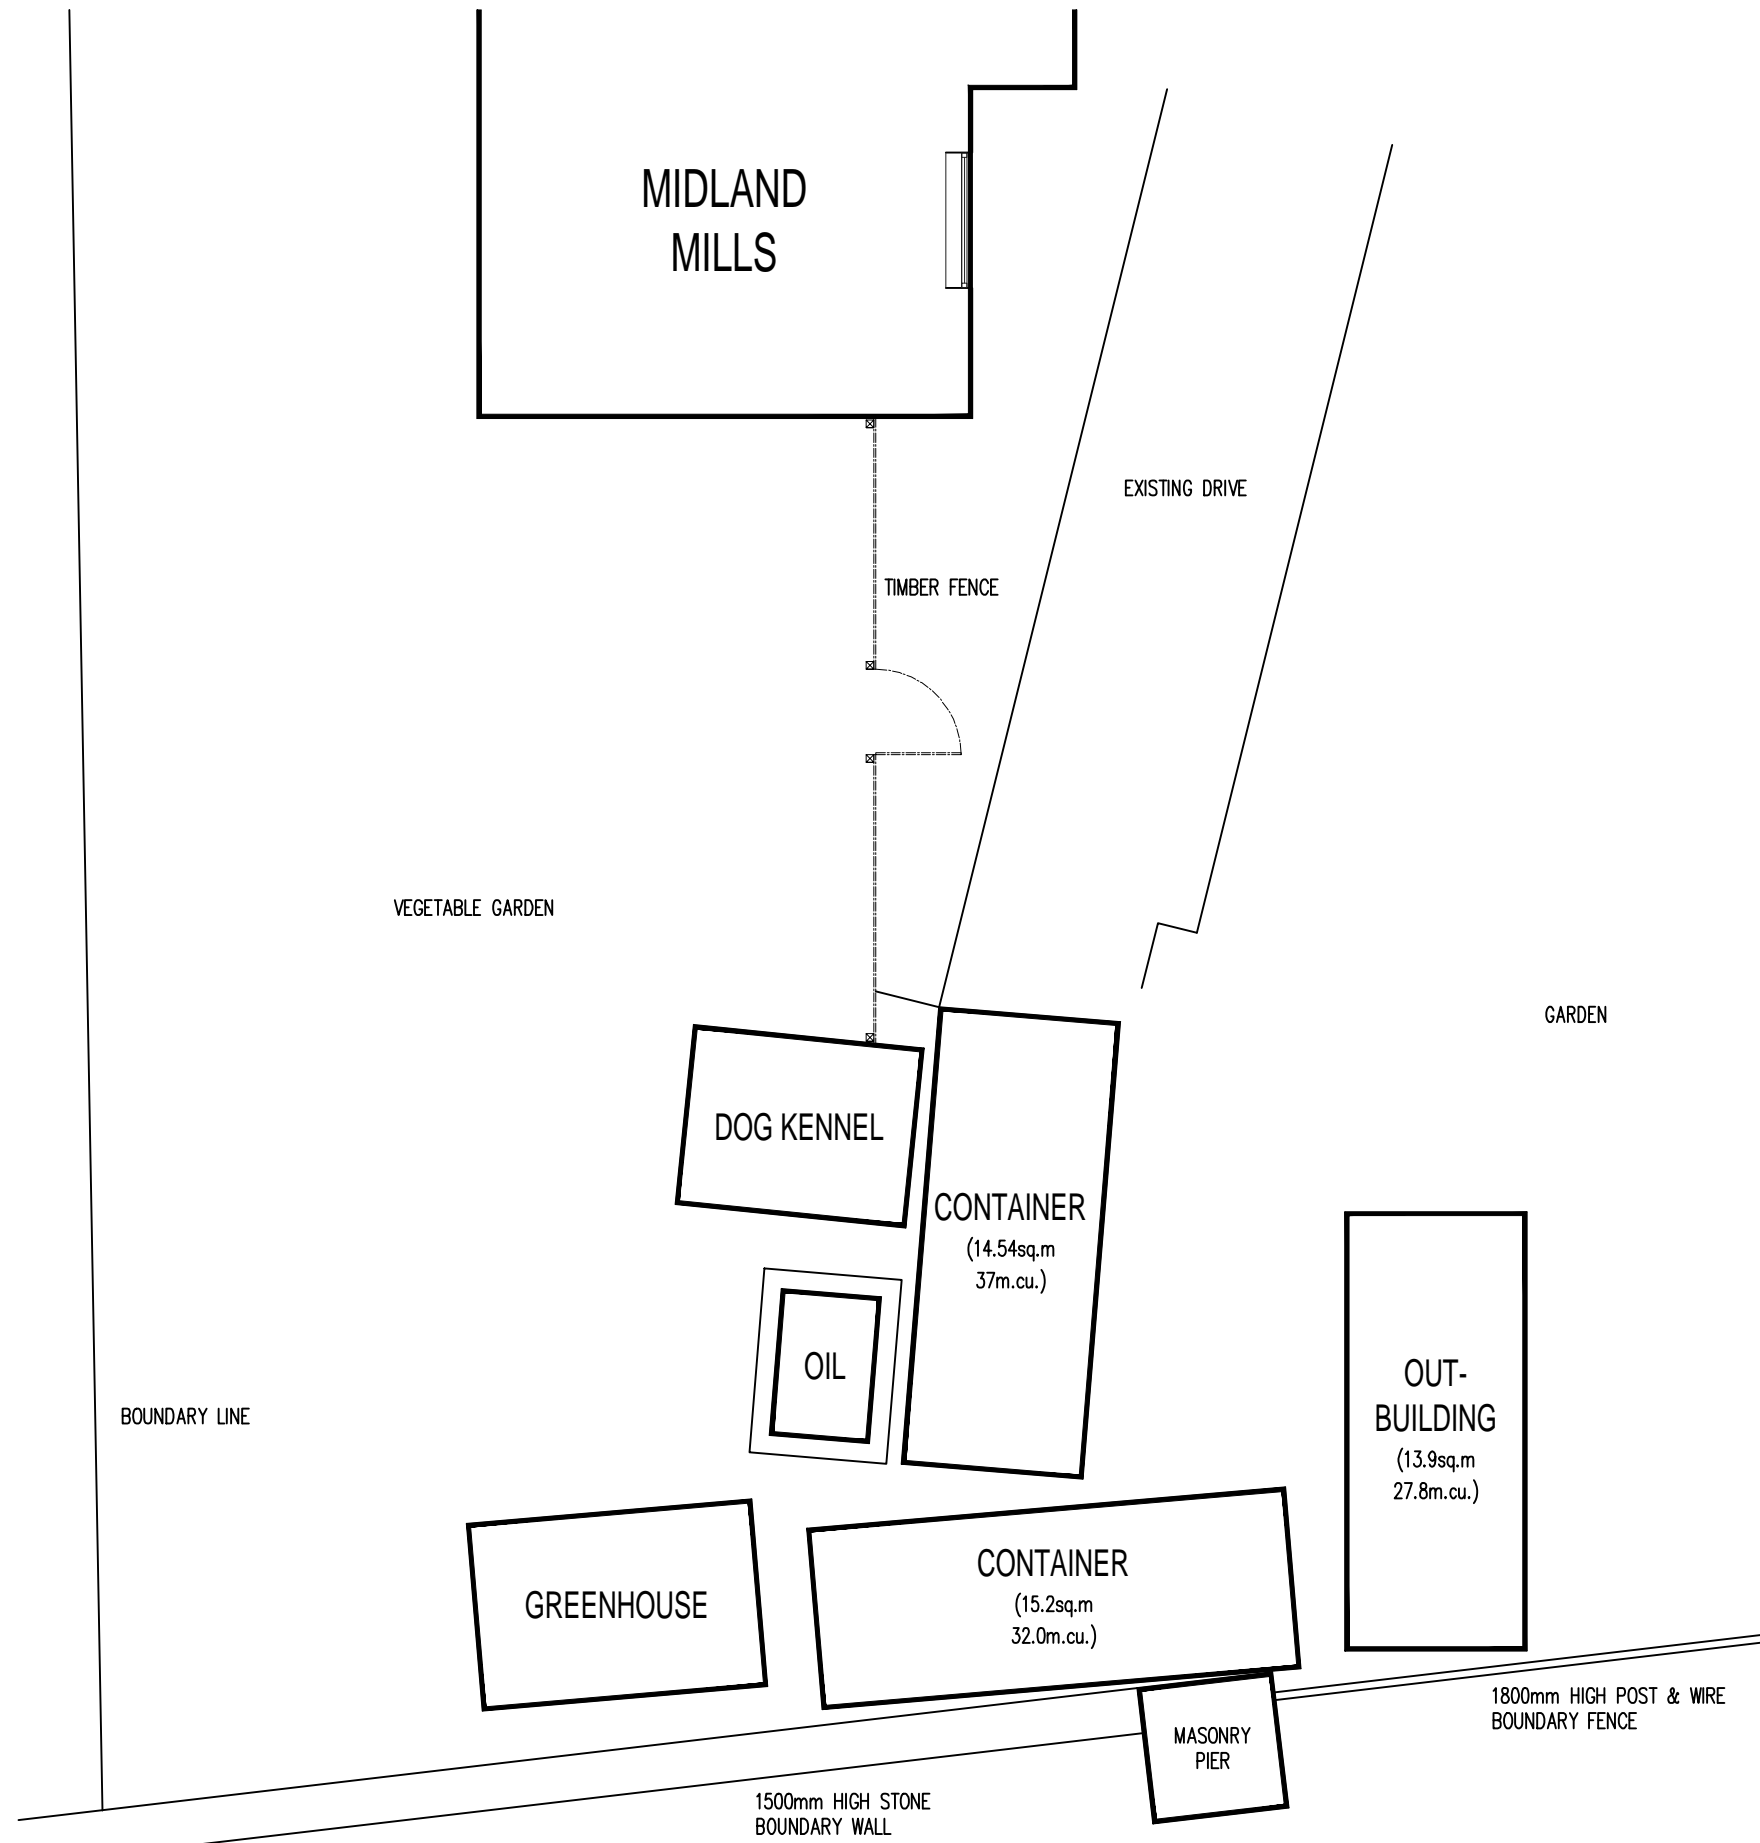 MIDLAND
MILLS
EXISTING DRIVE
TIMBER FENCE
VEGETABLE GARDEN
GARDEN
DOG KENNEL
CONTAINER
(14.54sq.m
37m.cu.)
OIL
OUT-
BUILDING
(13.9sq.m
27.8m.cu.)
BOUNDARY LINE
GREENHOUSE
CONTAINER
(15.2sq.m
32.0m.cu.)
1800mm HIGH POST & WIRE
BOUNDARY FENCE
MASONRY
PIER
1500mm HIGH STONE
BOUNDARY WALL